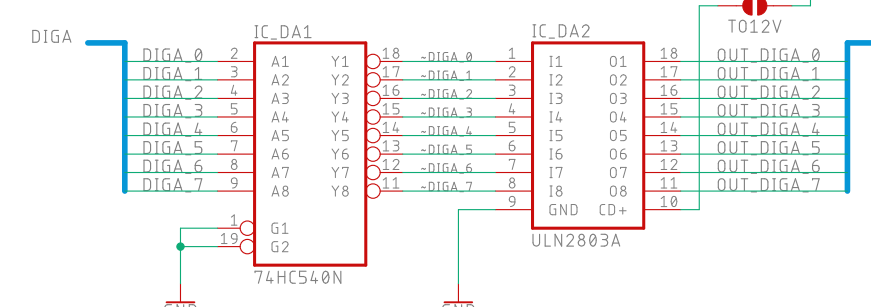 TO12V
DIGA IC_DA1 IC_DA2
DIGA_0 2 A1 Y1 18 ~DIGA_0 1 I1 O1 18 OUT_DIGA_0
DIGA_1 3 A2 Y2 17 ~DIGA_1 2 I2 O2 17 OUT_DIGA_1
DIGA_2 4 A3 Y3 16 ~DIGA_2 3 I3 O3 16 OUT_DIGA_2
DIGA_3 5 A4 Y4 15 ~DIGA_3 4 I4 O4 15 OUT_DIGA_3
DIGA_4 6 A5 Y5 14 ~DIGA_4 5 I5 O5 14 OUT_DIGA_4
DIGA_5 7 A6 Y6 13 ~DIGA_5 6 I6 O6 13 OUT_DIGA_5
DIGA_6 8 A7 Y7 12 ~DIGA_6 7 I7 O7 12 OUT_DIGA_6
DIGA_7 9 A8 Y8 11 ~DIGA_7 8 I8 O8 11 OUT_DIGA_7
9 GND CD+ 10
1 G1
19 G2
ULN2803A
74HC540N
GND GND